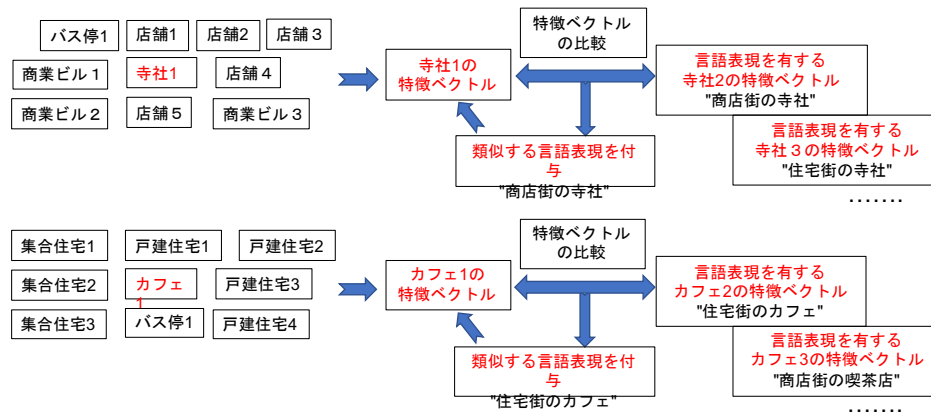 バス停1
店舗1
店舗2
店舗３
商業ビル１
寺社1
店舗４
商業ビル２
店舗５
商業ビル３
寺社1の
特徴ベクトル
特徴ベクトル
の比較
言語表現を有する
寺社2の特徴ベクトル
"商店街の寺社"
類似する言語表現を付
与
"商店街の寺社"
言語表現を有する
寺社３の特徴ベクトル
"住宅街の寺社"
.......
集合住宅1
戸建住宅1
戸建住宅2
集合住宅2
カフェ
1
戸建住宅3
集合住宅3
バス停1
戸建住宅4
カフェ1の
特徴ベクトル
特徴ベクトル
の比較
言語表現を有する
カフェ2の特徴ベクトル
"住宅街のカフェ"
類似する言語表現を付
与
"住宅街のカフェ"
言語表現を有する
カフェ3の特徴ベクトル
"商店街の喫茶店"
.......